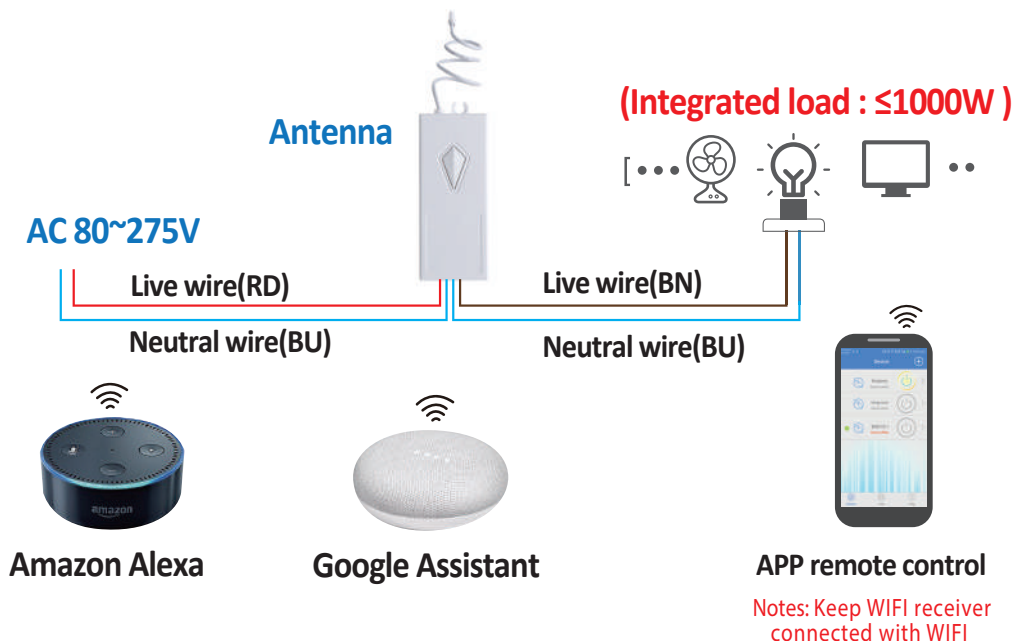 (Integrated load : ≤1000W )
Antenna
AC 80~275V
Live wire(RD)
Live wire(BN)
Neutral wire(BU)
Neutral wire(BU)
Device
amazon
Amazon Alexa
Google Assistant
APP remote control
Notes: Keep WIFI receiver
connected with WIFI